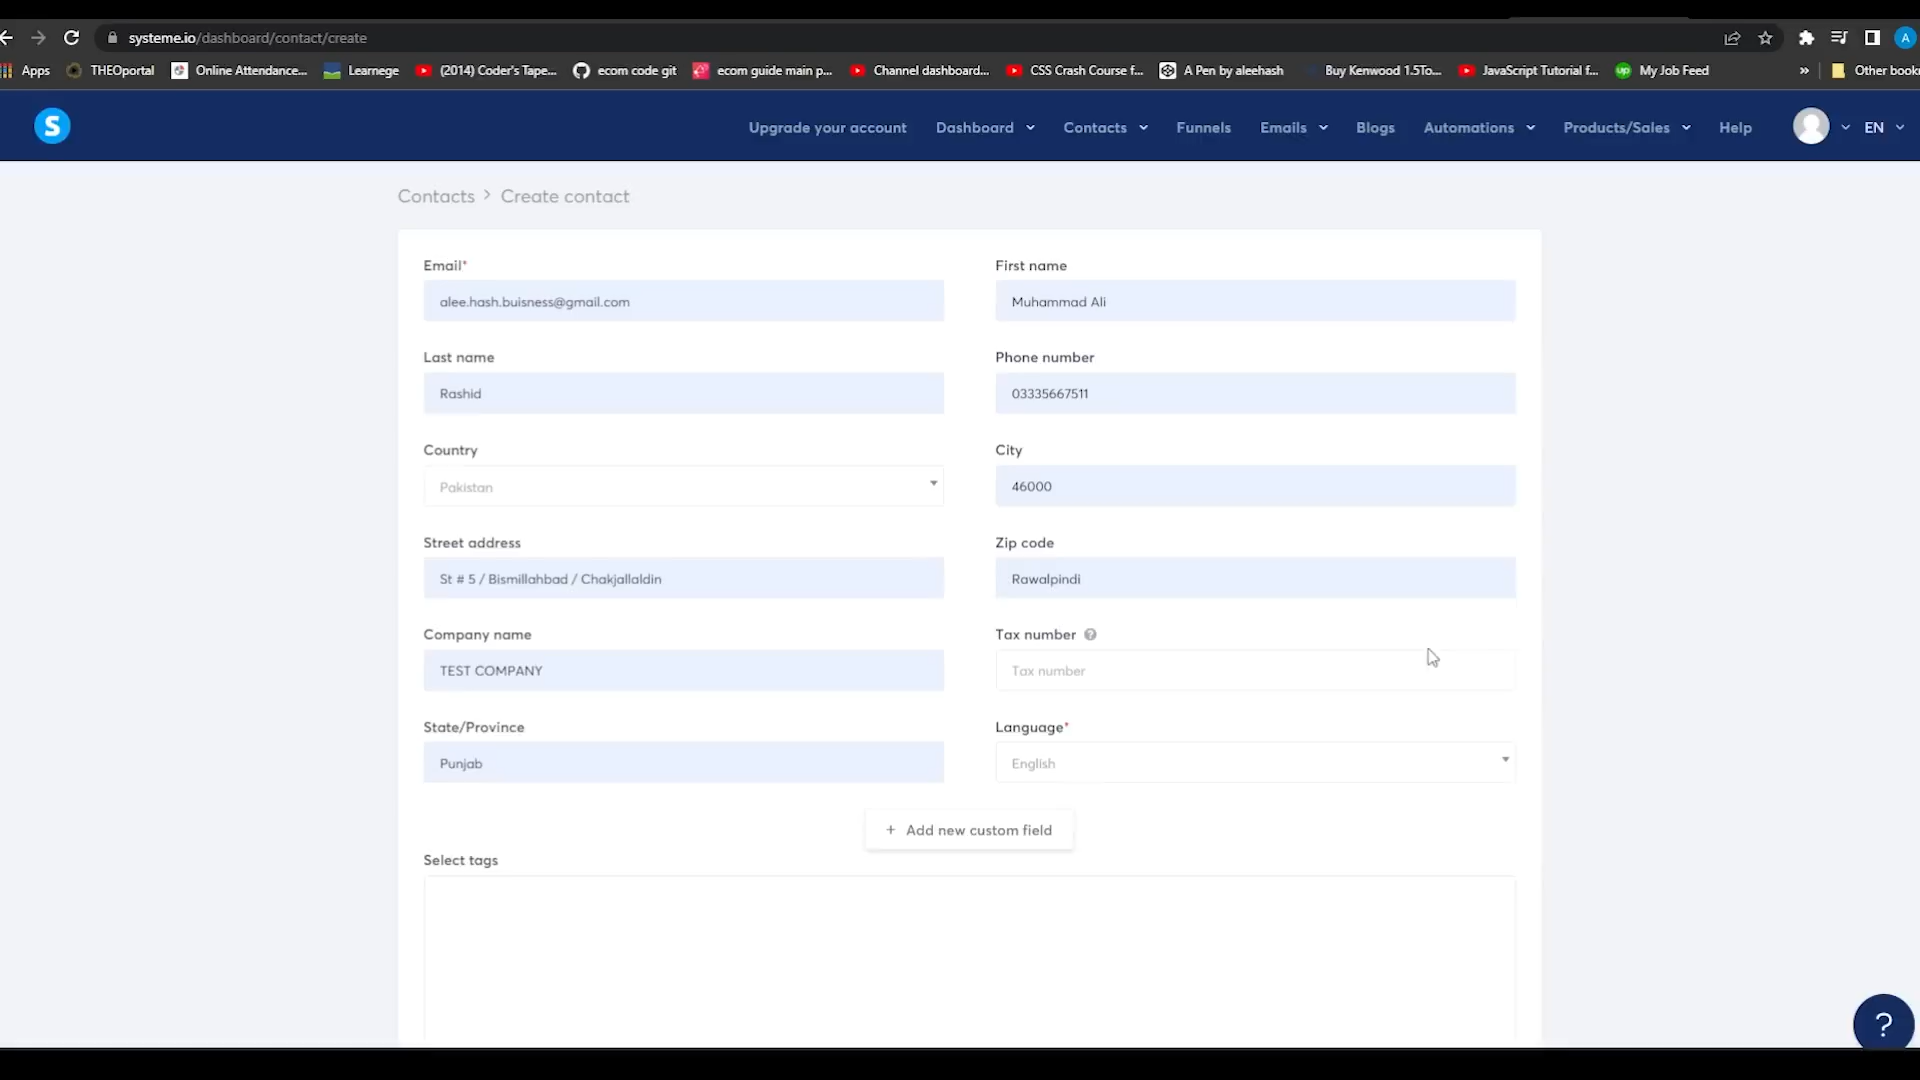 systeme.io/dashboard/contact/create
A
Apps THEOportal Online Attendance... Learnege (2014) Coder's Tape... ecom code git ecom guide main p... Channel dashboard... CSS Crash Course f... A Pen by aleehash Buy Kenwood 1.5To... JavaScript Tutorial f... up My Job Feed » Other book
S Upgrade your account Dashboard Contacts Funnels Emails Blogs Automations Products/Sales Help EN
Contacts > Create contact
Email* First name
alee.hash.buisness@gmail.com Muhammad Ali
Last name Phone number
Rashid 03335667511
Country City
Pakistan 46000
Street address Zip code
St # 5 / Bismillahbad / Chakjallaldin Rawalpindi
Company name Tax number ?
TEST COMPANY Tax number
State/Province Language*
Punjab English
+ Add new custom field
Select tags
?